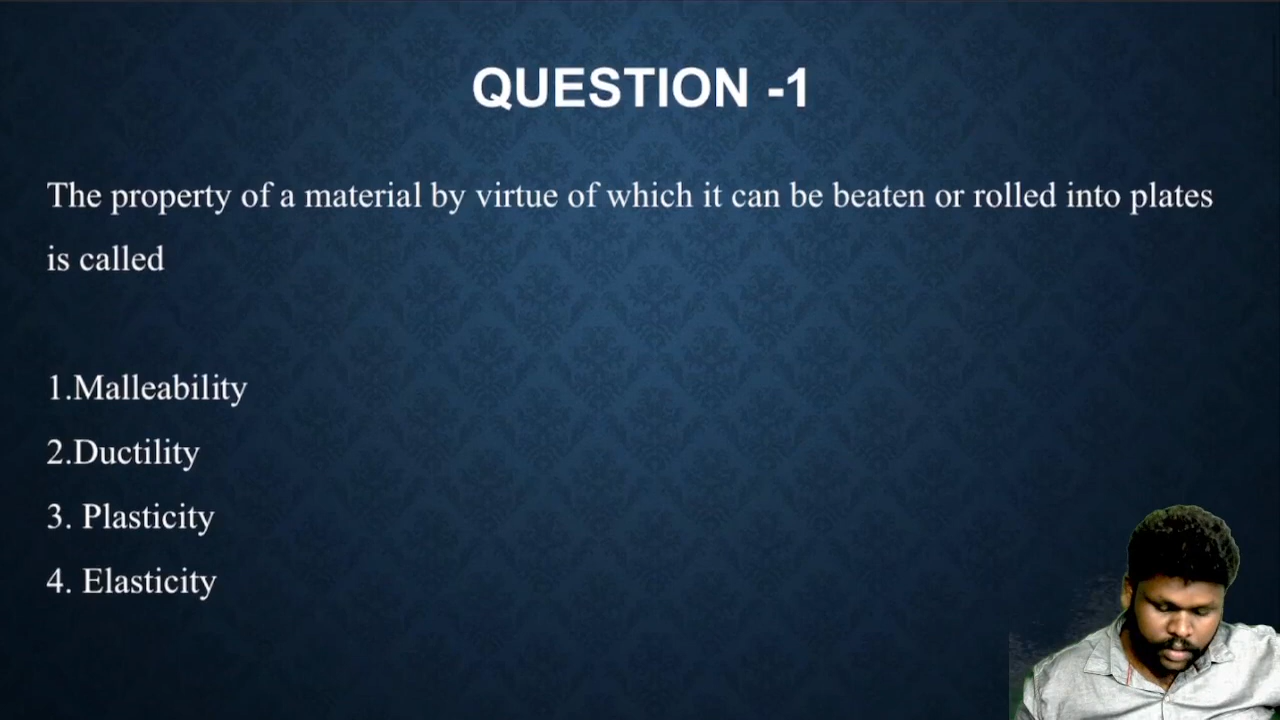 QUESTION -1
The property of a material by virtue of which it can be beaten or rolled into plates
is called
1.Malleability
2.Ductility
3. Plasticity
4. Elasticity